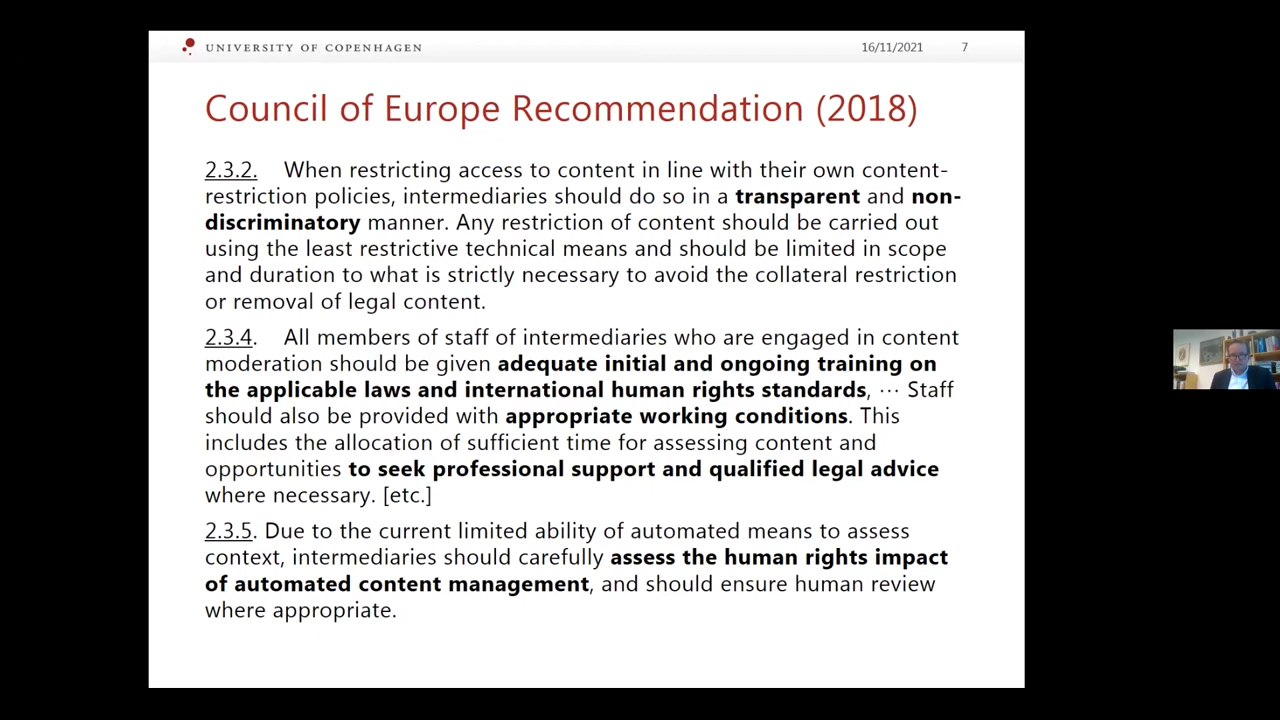 UNIVERSITY OF COPENHAGEN
16/11/2021 7
Council of Europe Recommendation (2018)
2.3.2. When restricting access to content in line with their own content-
restriction policies, intermediaries should do so in a transparent and non-
discriminatory manner. Any restriction of content should be carried out
using the least restrictive technical means and should be limited in scope
and duration to what is strictly necessary to avoid the collateral restriction
or removal of legal content.
2.3.4. All members of staff of intermediaries who are engaged in content
moderation should be given adequate initial and ongoing training on
the applicable laws and international human rights standards, ··· Staff
should also be provided with appropriate working conditions. This
includes the allocation of sufficient time for assessing content and
opportunities to seek professional support and qualified legal advice
where necessary. [etc.]
2.3.5. Due to the current limited ability of automated means to assess
context, intermediaries should carefully assess the human rights impact
of automated content management, and should ensure human review
where appropriate.